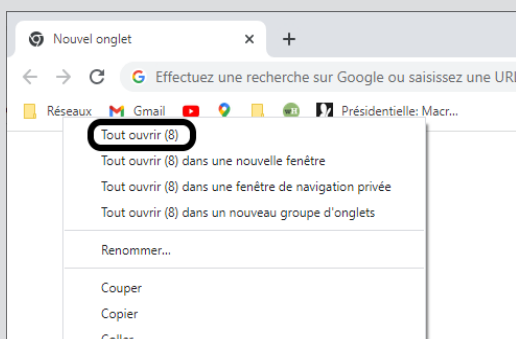 Nouvel onglet
Effectuez une recherche sur Google ou saisissez une URL
Réseaux Gmail Présidentielle: Macr...
Tout ouvrir (8)
Tout ouvrir (8) dans une nouvelle fenêtre
Tout ouvrir (8) dans une fenêtre de navigation privée
Tout ouvrir (8) dans un nouveau groupe d'onglets
Renommer...
Couper
Copier
Coller